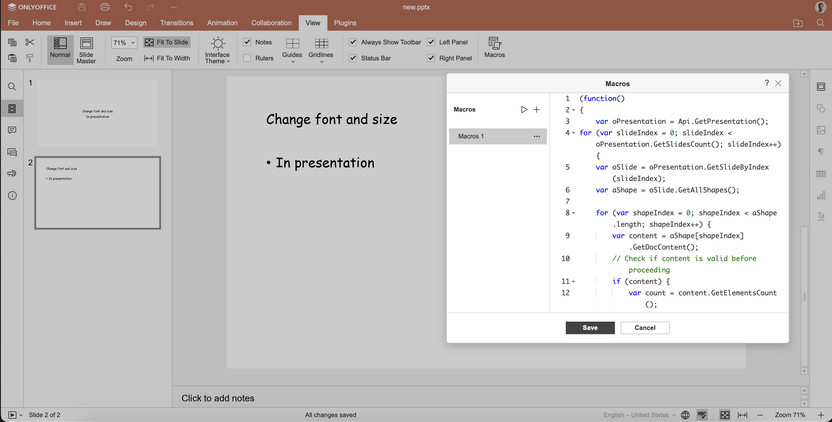 ONLYOFFICE
new.pptx
File Home Insert Draw Design Transitions Animation Collaboration View Plugins
Normal
Slide Master
71%
Zoom
Fit To Slide
Fit To Width
Interface Theme
Notes
Rulers
Guides
Gridlines
Always Show Toolbar
Status Bar
Left Panel
Right Panel
Macros
1
Change font and size
In presentation
2
Change font and size
• In presentation
Change font and size
• In presentation
Macros
?
Macros
Macros 1
1 (function()
2 {
3 var oPresentation = Api.GetPresentation();
4 for (var slideIndex = 0; slideIndex <
oPresentation.GetSlidesCount(); slideIndex++)
{
5 var oSlide = oPresentation.GetSlideByIndex
(slideIndex);
6 var aShape = oSlide.GetAllShapes();
7
8 for (var shapeIndex = 0; shapeIndex < aShape
.length; shapeIndex++) {
9 var content = aShape[shapeIndex]
.GetDocContent();
10 // Check if content is valid before
proceeding
11 if (content) {
12 var count = content.GetElementsCount
();
Save
Cancel
Click to add notes
Slide 2 of 2
All changes saved
English – United States
Zoom 71%